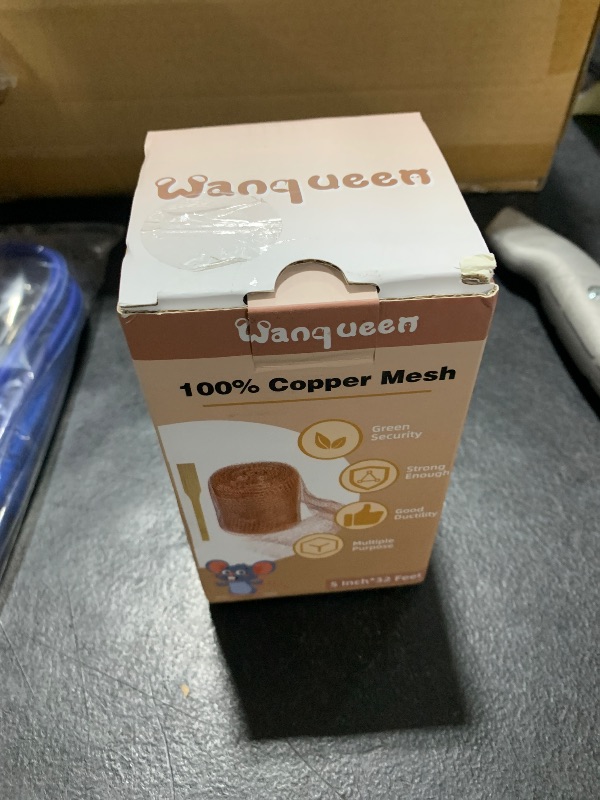 Wanqueen
Wanqueen
100% Copper Mesh
Green
Security
Strong
Enough
Good
Ductility
Multiple
Purpose
5 Inch*32 Feet